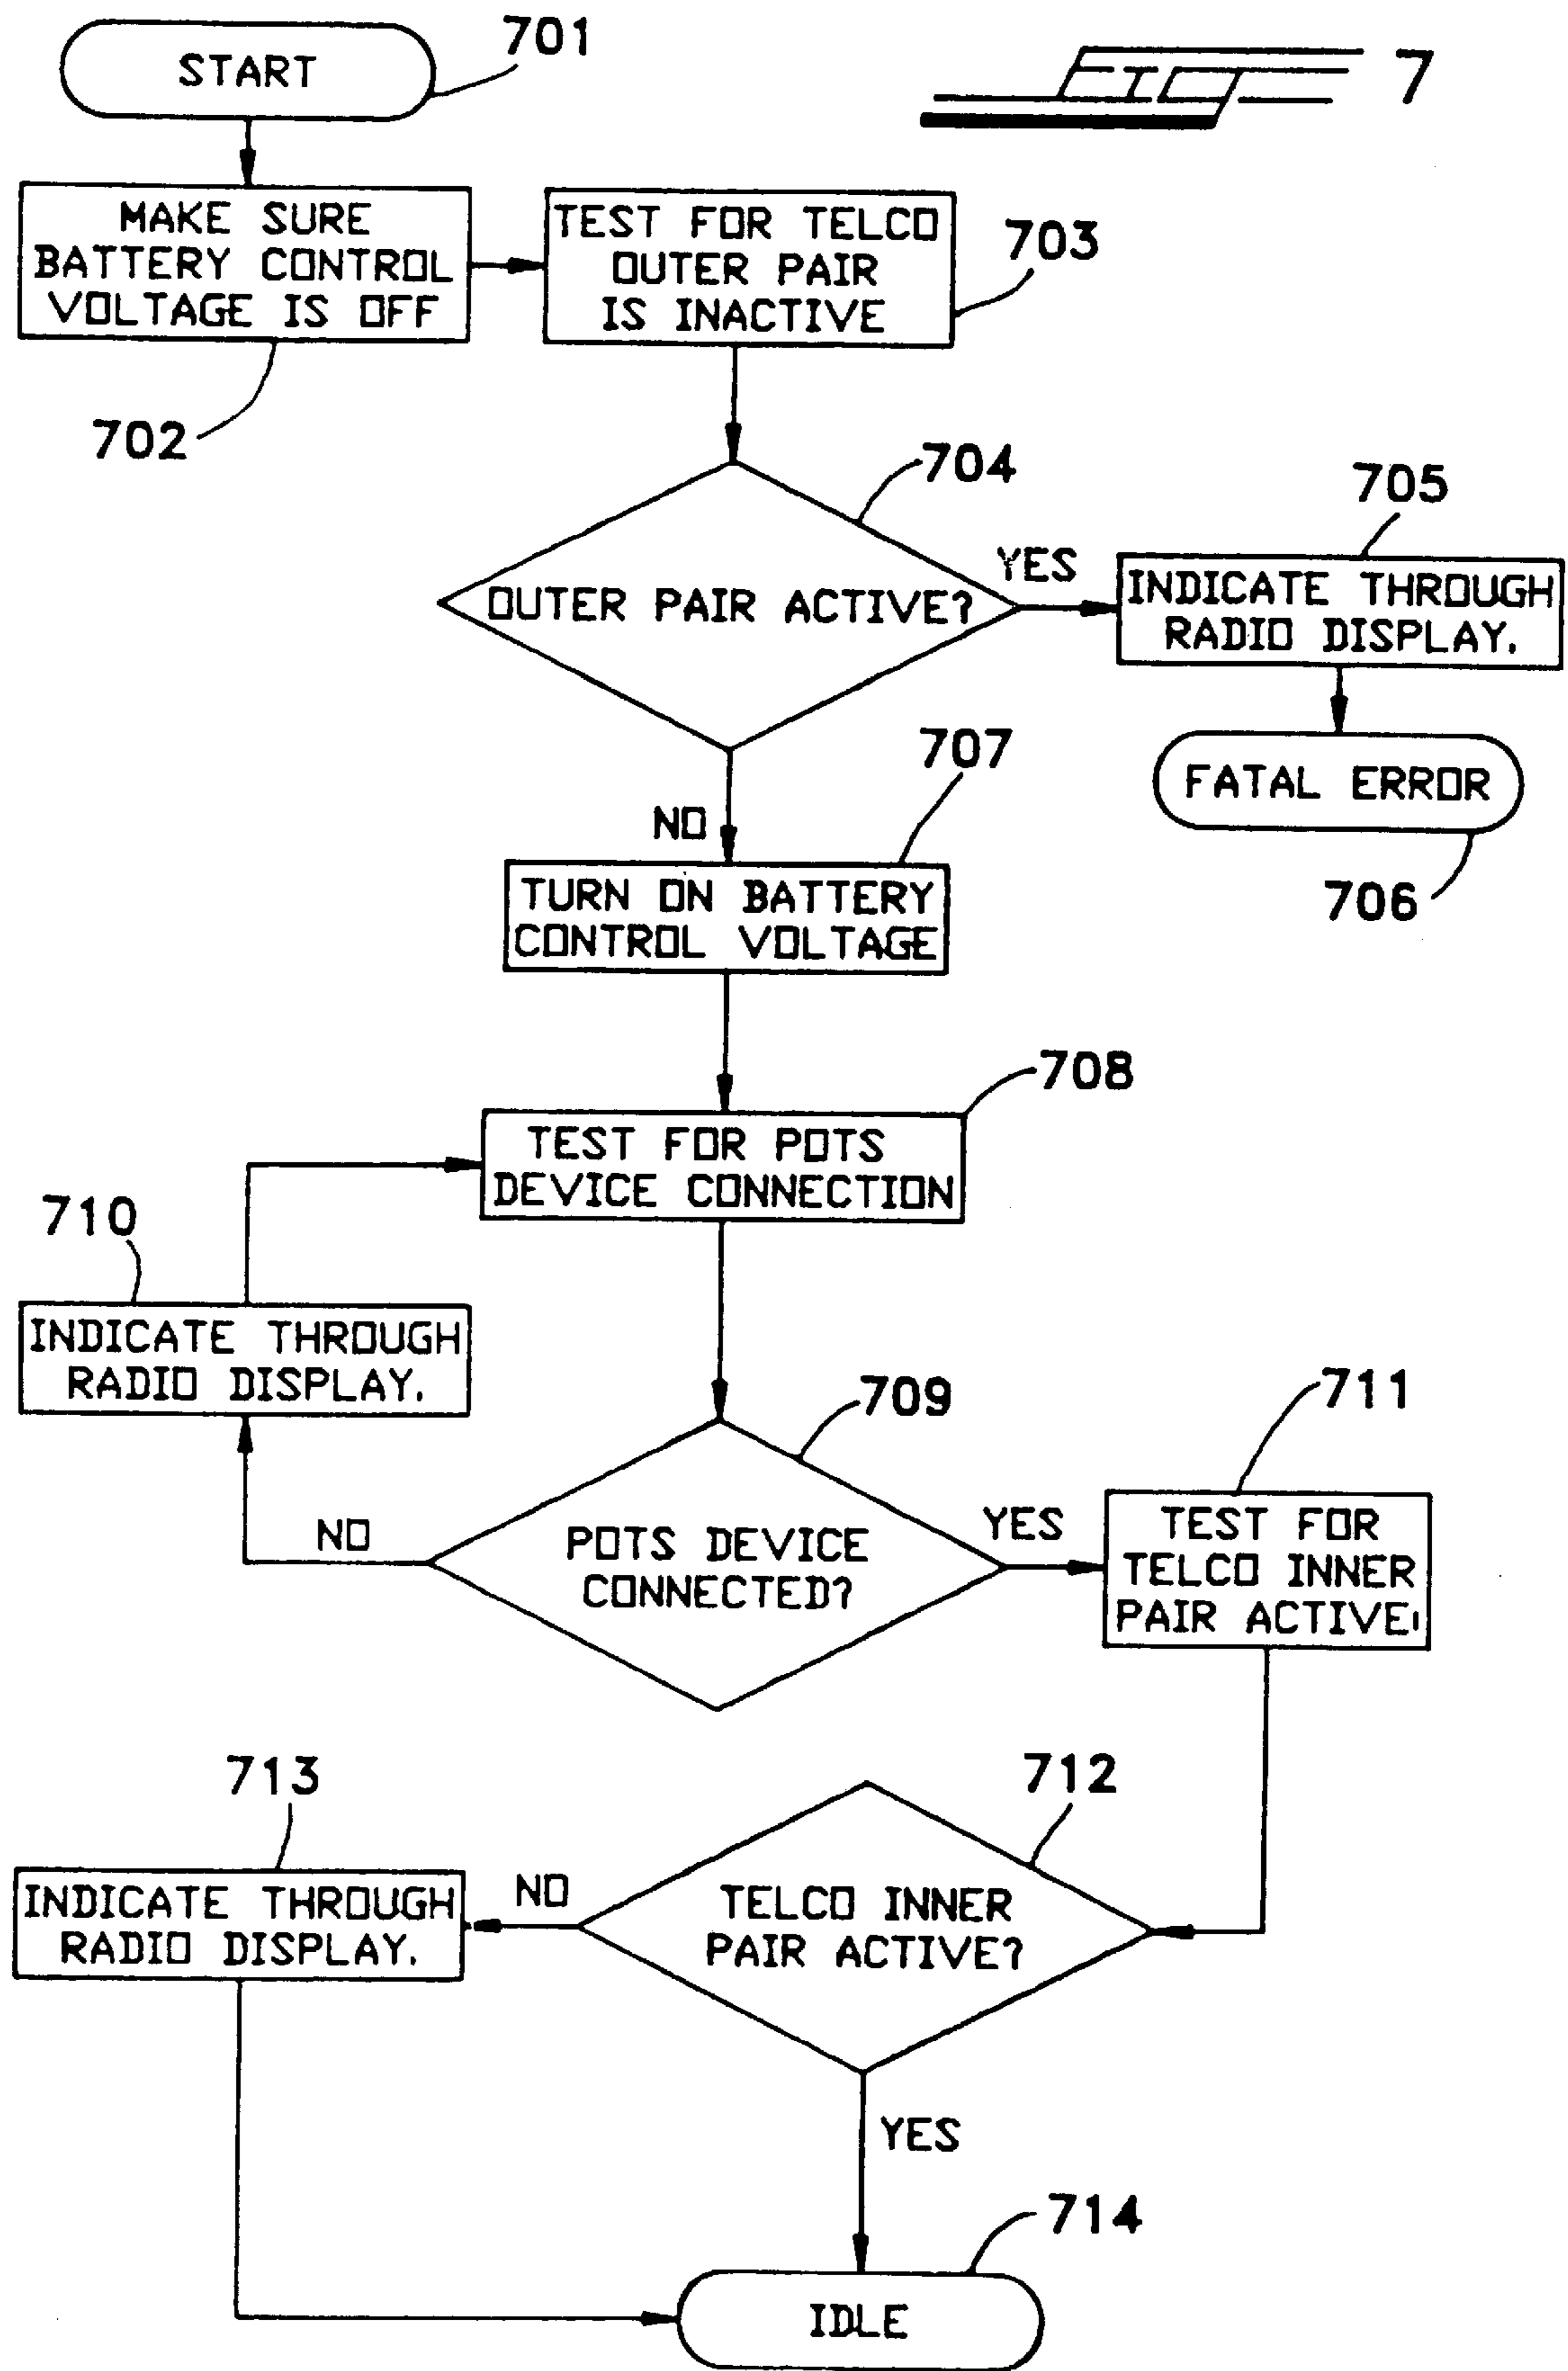 START
701
FIG 7
MAKE SURE
BATTERY CONTROL
VOLTAGE IS OFF
702
TEST FOR TELCO
OUTER PAIR
IS INACTIVE
703
704
OUTER PAIR ACTIVE?
YES
705
INDICATE THROUGH
RADIO DISPLAY.
FATAL ERROR
706
NO
707
TURN ON BATTERY
CONTROL VOLTAGE
708
TEST FOR POTS
DEVICE CONNECTION
710
INDICATE THROUGH
RADIO DISPLAY.
NO
709
POTS DEVICE
CONNECTED?
YES
711
TEST FOR
TELCO INNER
PAIR ACTIVE.
712
TELCO INNER
PAIR ACTIVE?
NO
713
INDICATE THROUGH
RADIO DISPLAY.
YES
714
IDLE